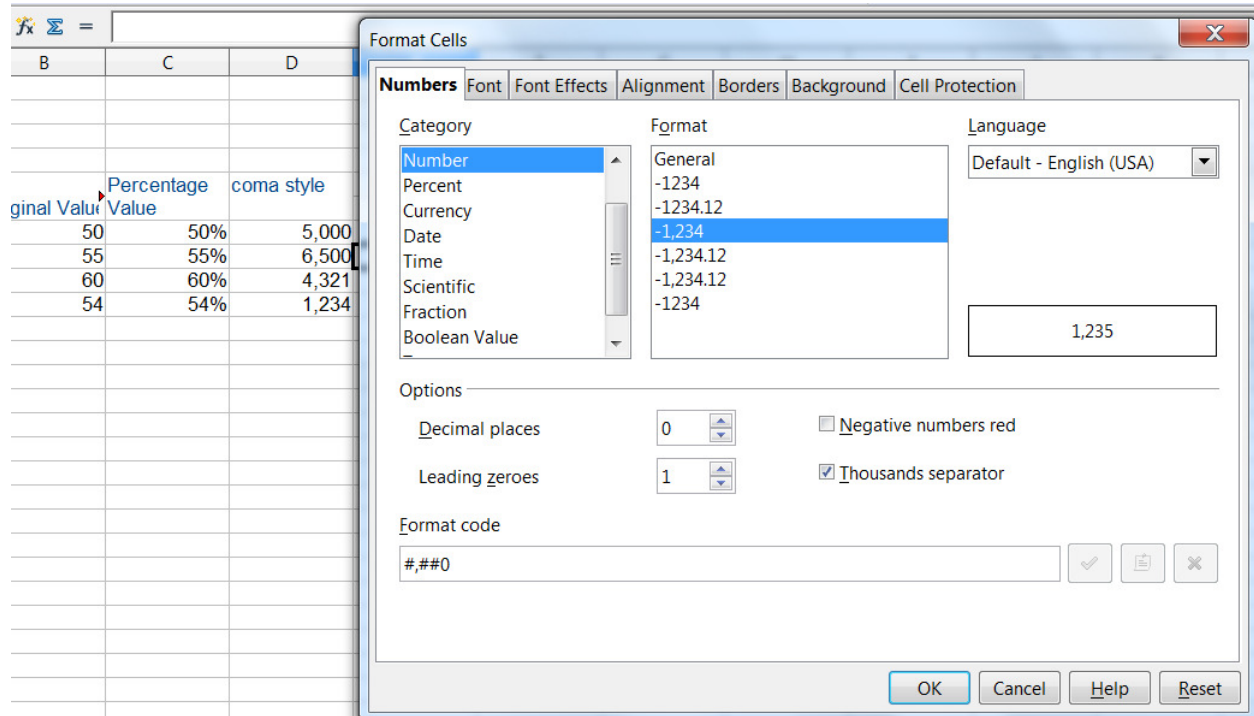 fx Σ =
B C D
ginal Value Percentage Value coma style
50 50% 5,000
55 55% 6,500
60 60% 4,321
54 54% 1,234
Format Cells
Numbers Font Font Effects Alignment Borders Background Cell Protection
Category
Number
Percent
Currency
Date
Time
Scientific
Fraction
Boolean Value
Format
General
-1234
-1234.12
-1,234
-1,234.12
-1,234.12
-1234
Language
Default - English (USA)
1,235
Options
Decimal places 0 Negative numbers red
Leading zeroes 1 Thousands separator
Format code
#,##0
OK Cancel Help Reset